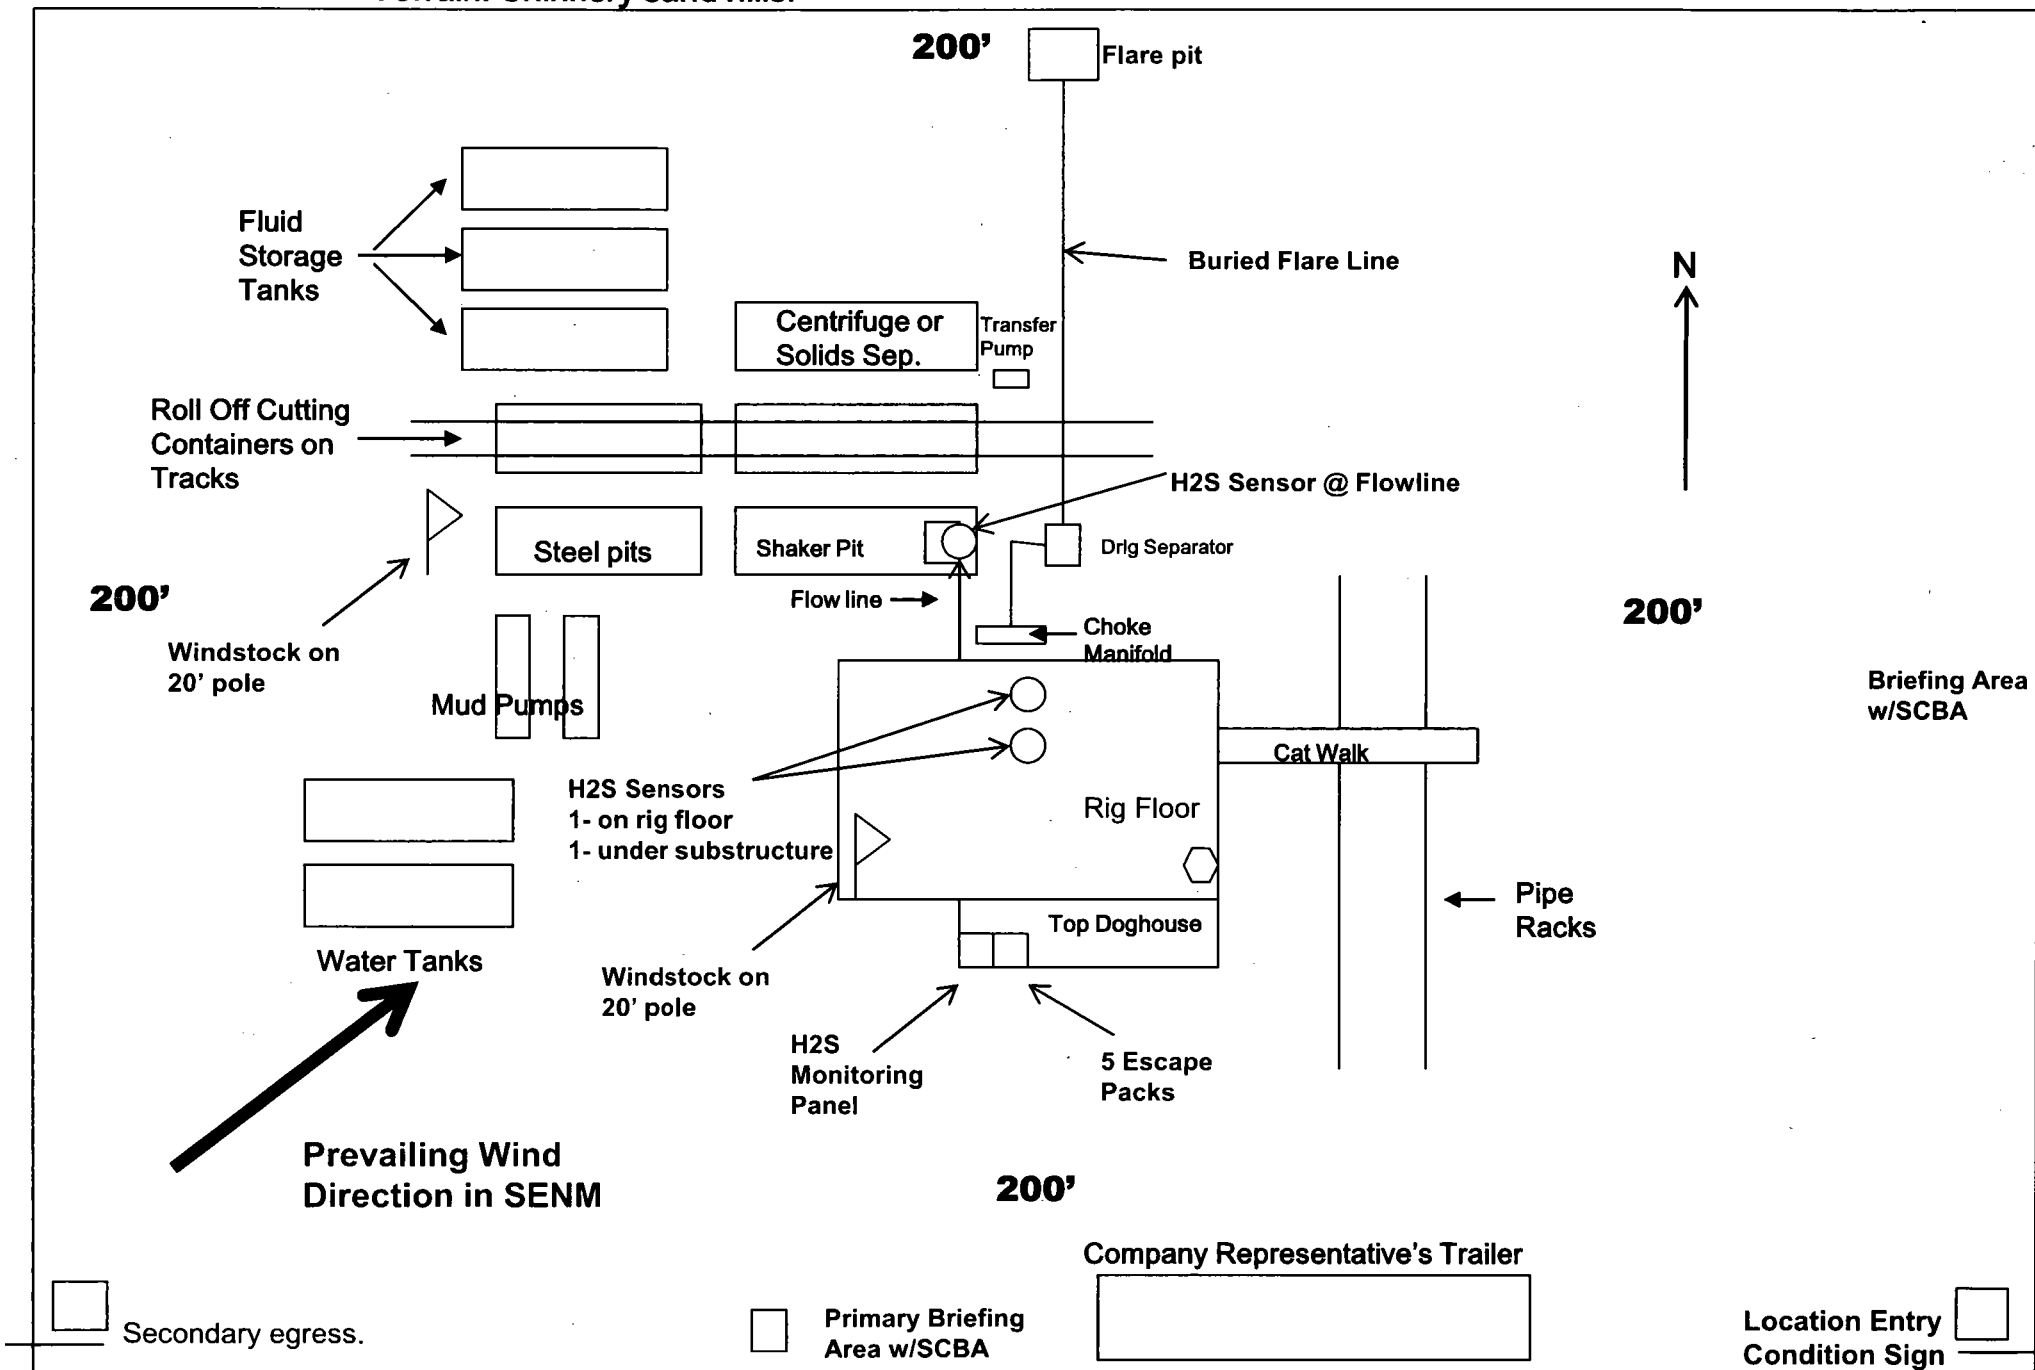 Terrain: Shinnery sand hills.
200'
Flare pit
Fluid
Storage
Tanks
Buried Flare Line
N
Centrifuge or
Solids Sep.
Transfer
Pump
Roll Off Cutting
Containers on
Tracks
H2S Sensor @ Flowline
Steel pits
Shaker Pit
Drlg Separator
Flow line
200'
200'
Choke
Manifold
Windstock on
20' pole
Mud Pumps
Briefing Area
w/SCBA
Cat Walk
H2S Sensors
1- on rig floor
1- under substructure
Rig Floor
Pipe
Racks
Top Doghouse
Water Tanks
Windstock on
20' pole
H2S
Monitoring
Panel
5 Escape
Packs
Prevailing Wind
Direction in SENM
200'
Company Representative's Trailer
Secondary egress.
Primary Briefing
Area w/SCBA
Location Entry
Condition Sign